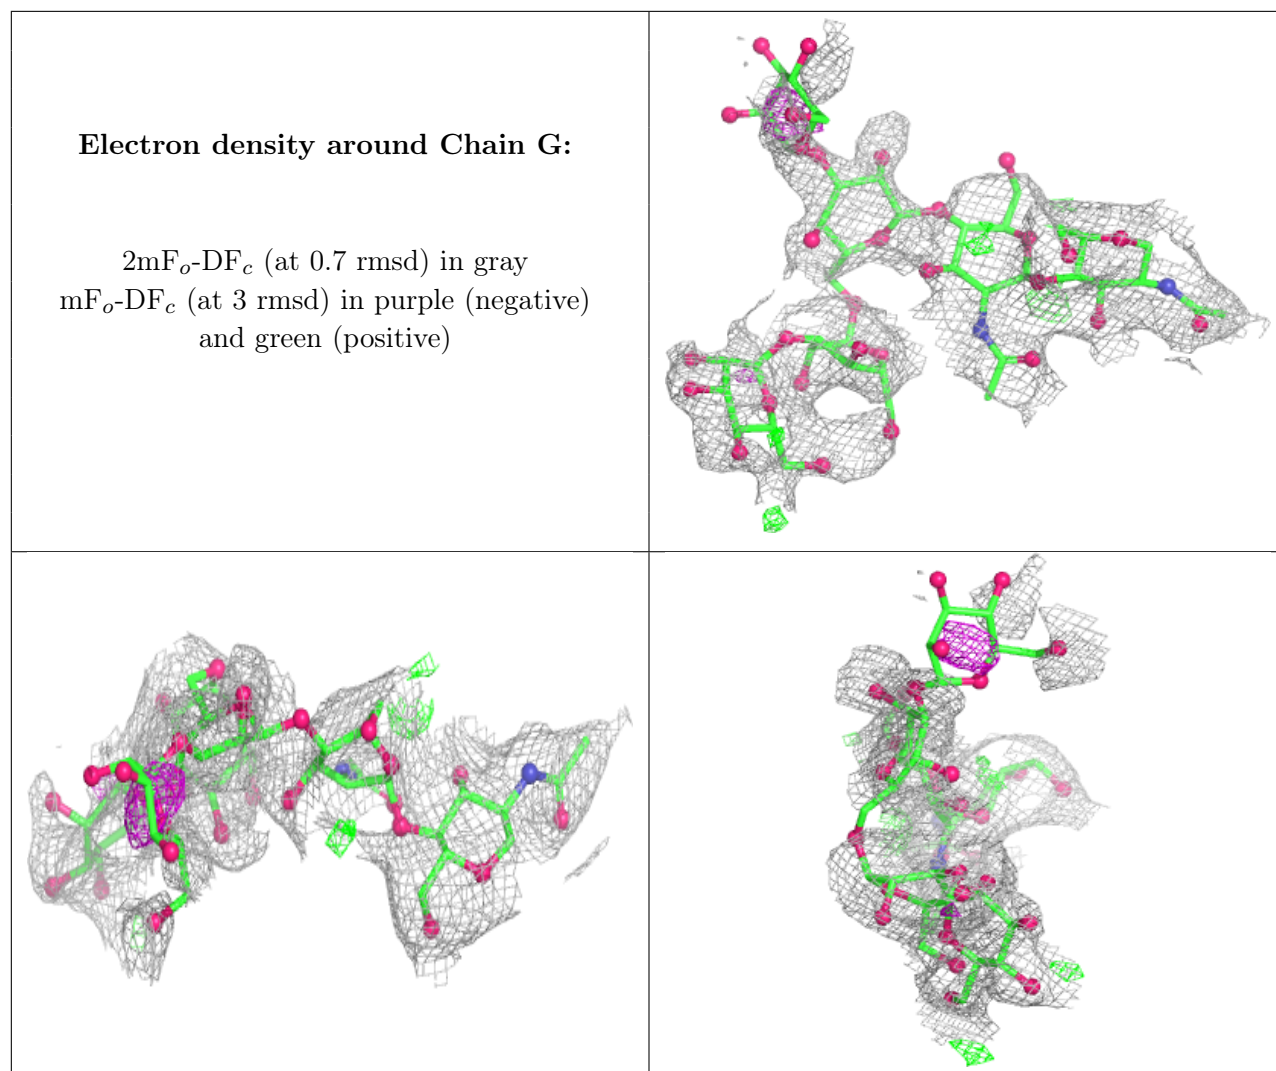 Electron density around Chain G:
2mFₒ-DF𝒸 (at 0.7 rmsd) in gray
mFₒ-DF𝒸 (at 3 rmsd) in purple (negative)
and green (positive)